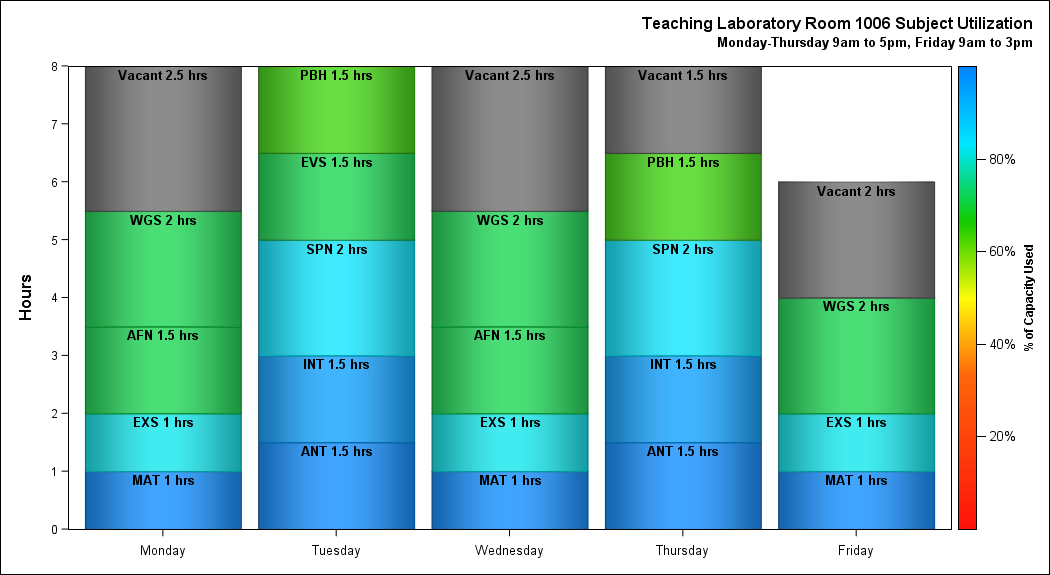 Teaching Laboratory Room 1006 Subject Utilization
Monday-Thursday 9am to 5pm, Friday 9am to 3pm
Hours
8
7
6
5
4
3
2
1
0
Vacant 2.5 hrs
WGS 2 hrs
AFN 1.5 hrs
EXS 1 hrs
MAT 1 hrs
PBH 1.5 hrs
EVS 1.5 hrs
SPN 2 hrs
INT 1.5 hrs
ANT 1.5 hrs
Vacant 2.5 hrs
WGS 2 hrs
AFN 1.5 hrs
EXS 1 hrs
MAT 1 hrs
Vacant 1.5 hrs
PBH 1.5 hrs
SPN 2 hrs
INT 1.5 hrs
ANT 1.5 hrs
Vacant 2 hrs
WGS 2 hrs
EXS 1 hrs
MAT 1 hrs
Monday Tuesday Wednesday Thursday Friday
80%
60%
40%
20%
% of Capacity Used